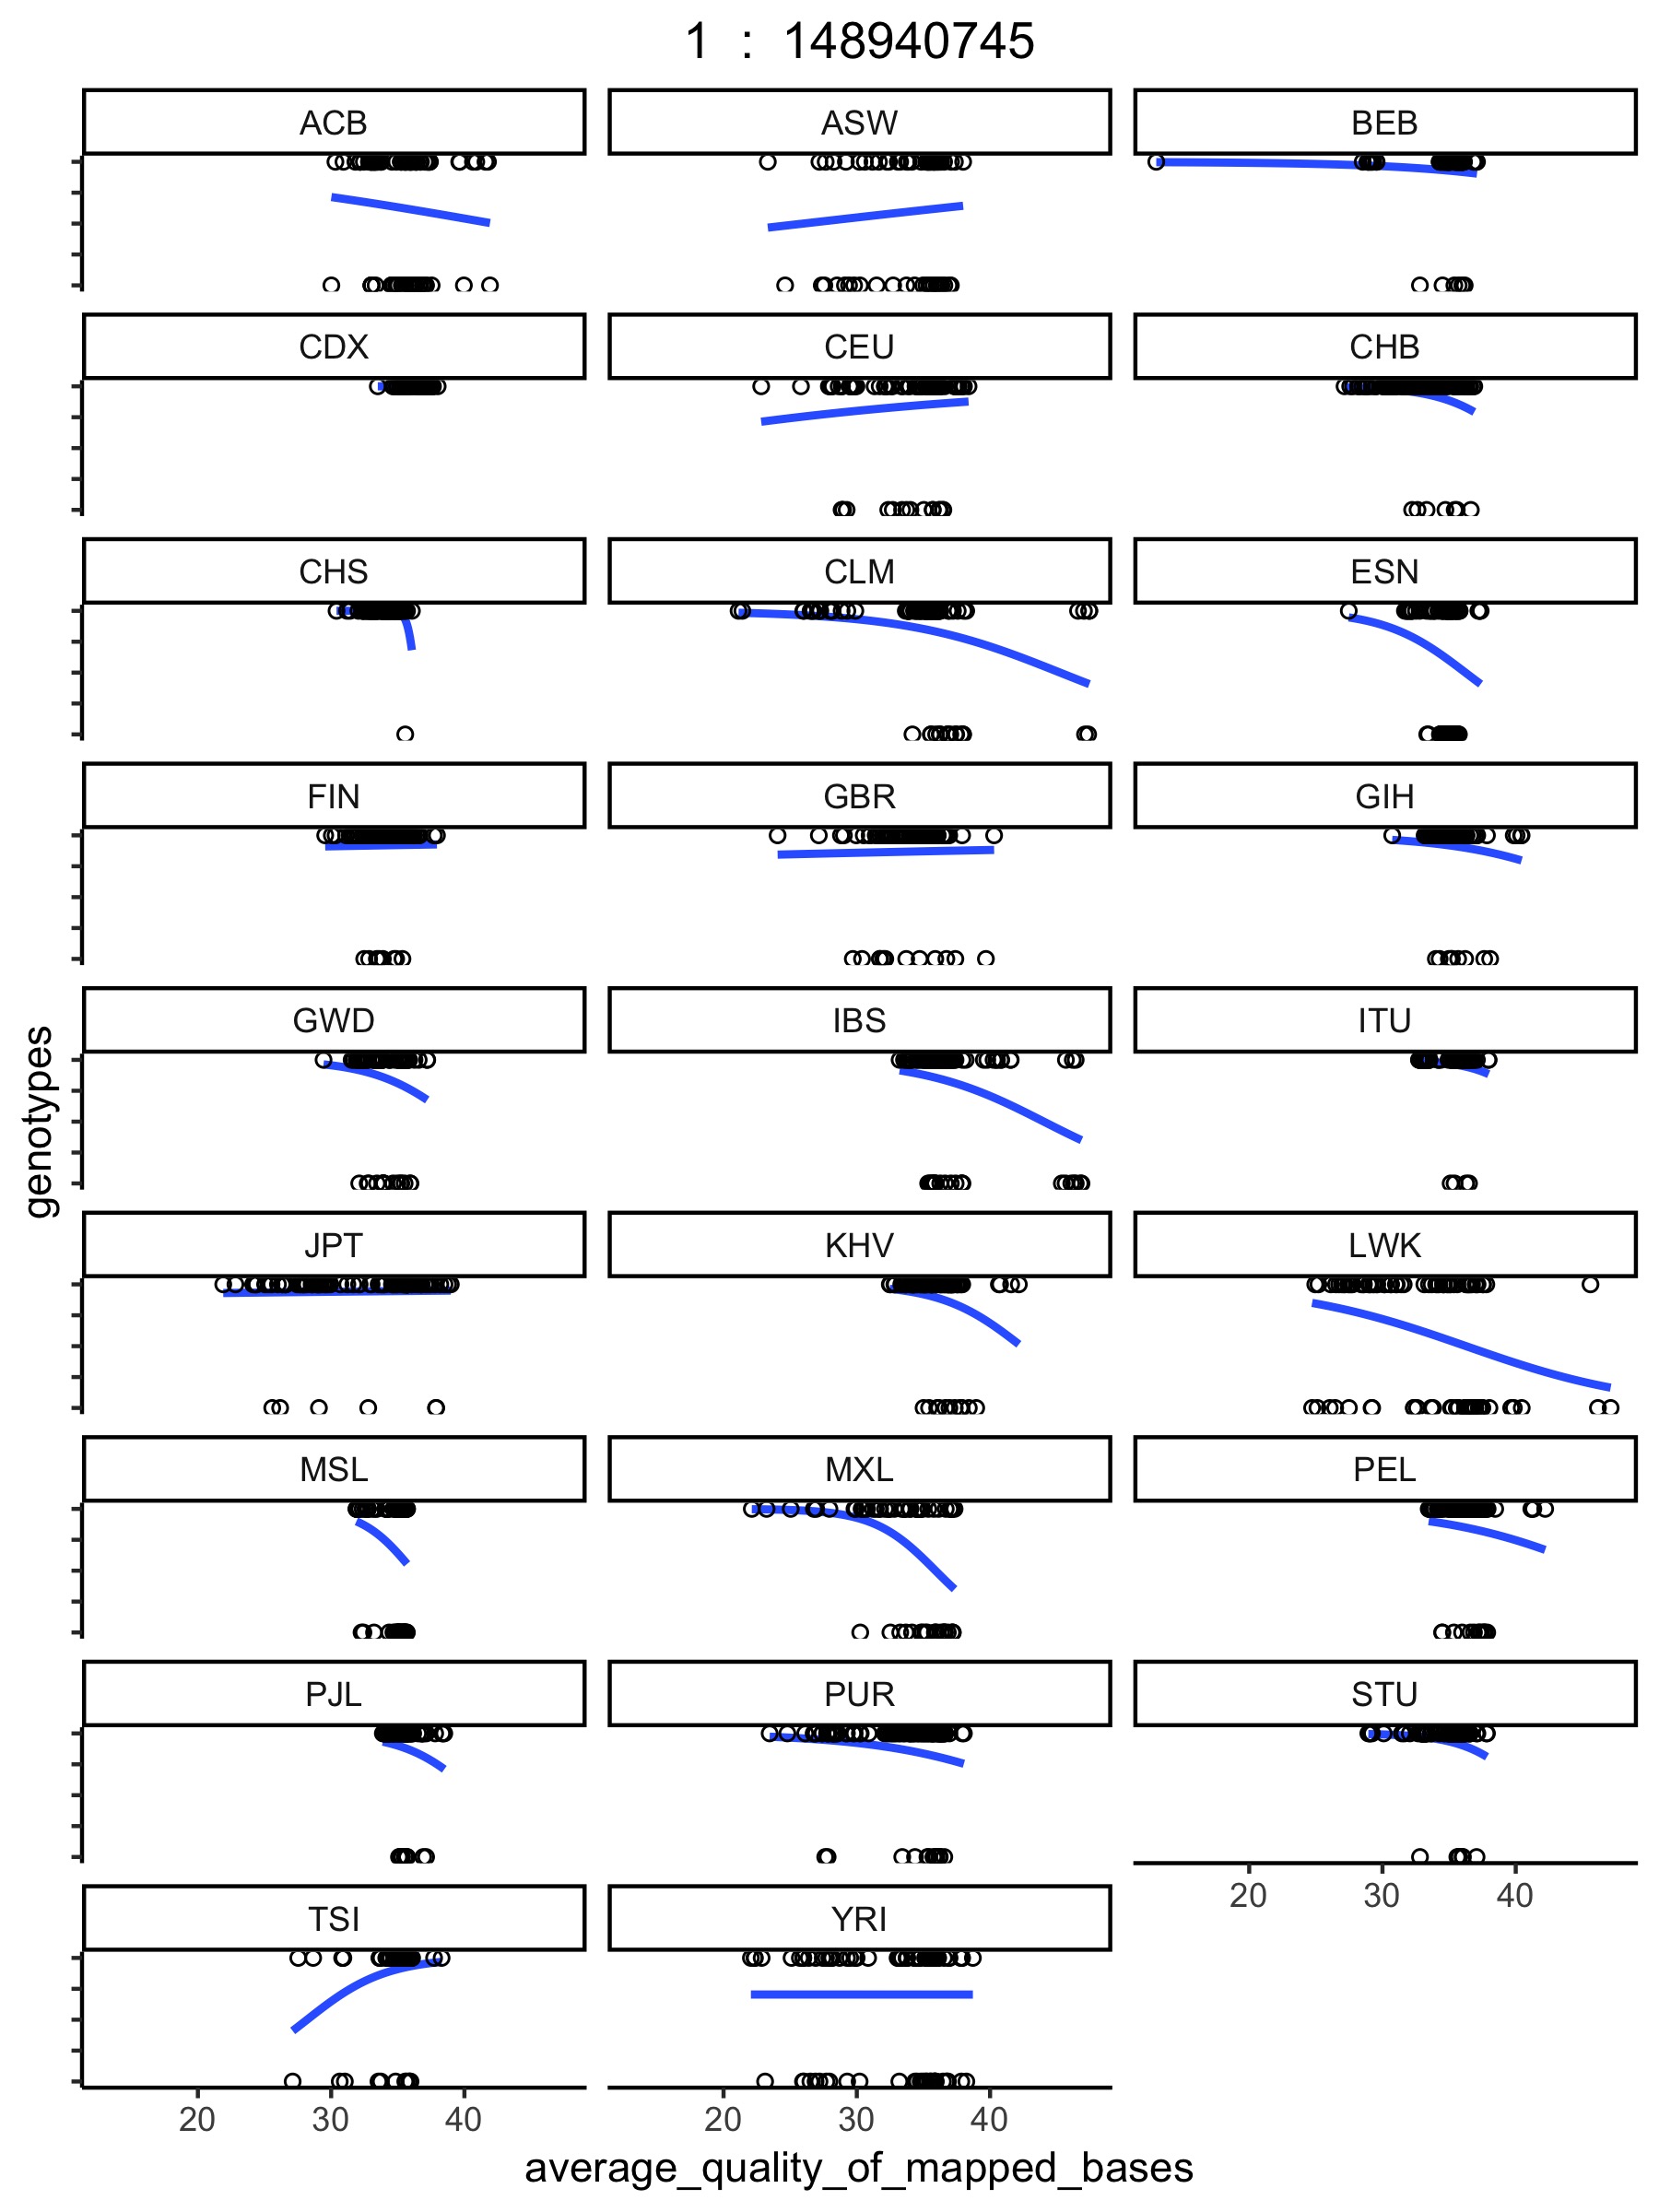 1 : 148940745
ACB ASW BEB
CDX CEU CHB
CHS CLM ESN
FIN GBR GIH
GWD IBS ITU
genotypes
JPT KHV LWK
MSL MXL PEL
PJL PUR STU
20 30 40
TSI YRI
20 30 40 20 30 40
average_quality_of_mapped_bases